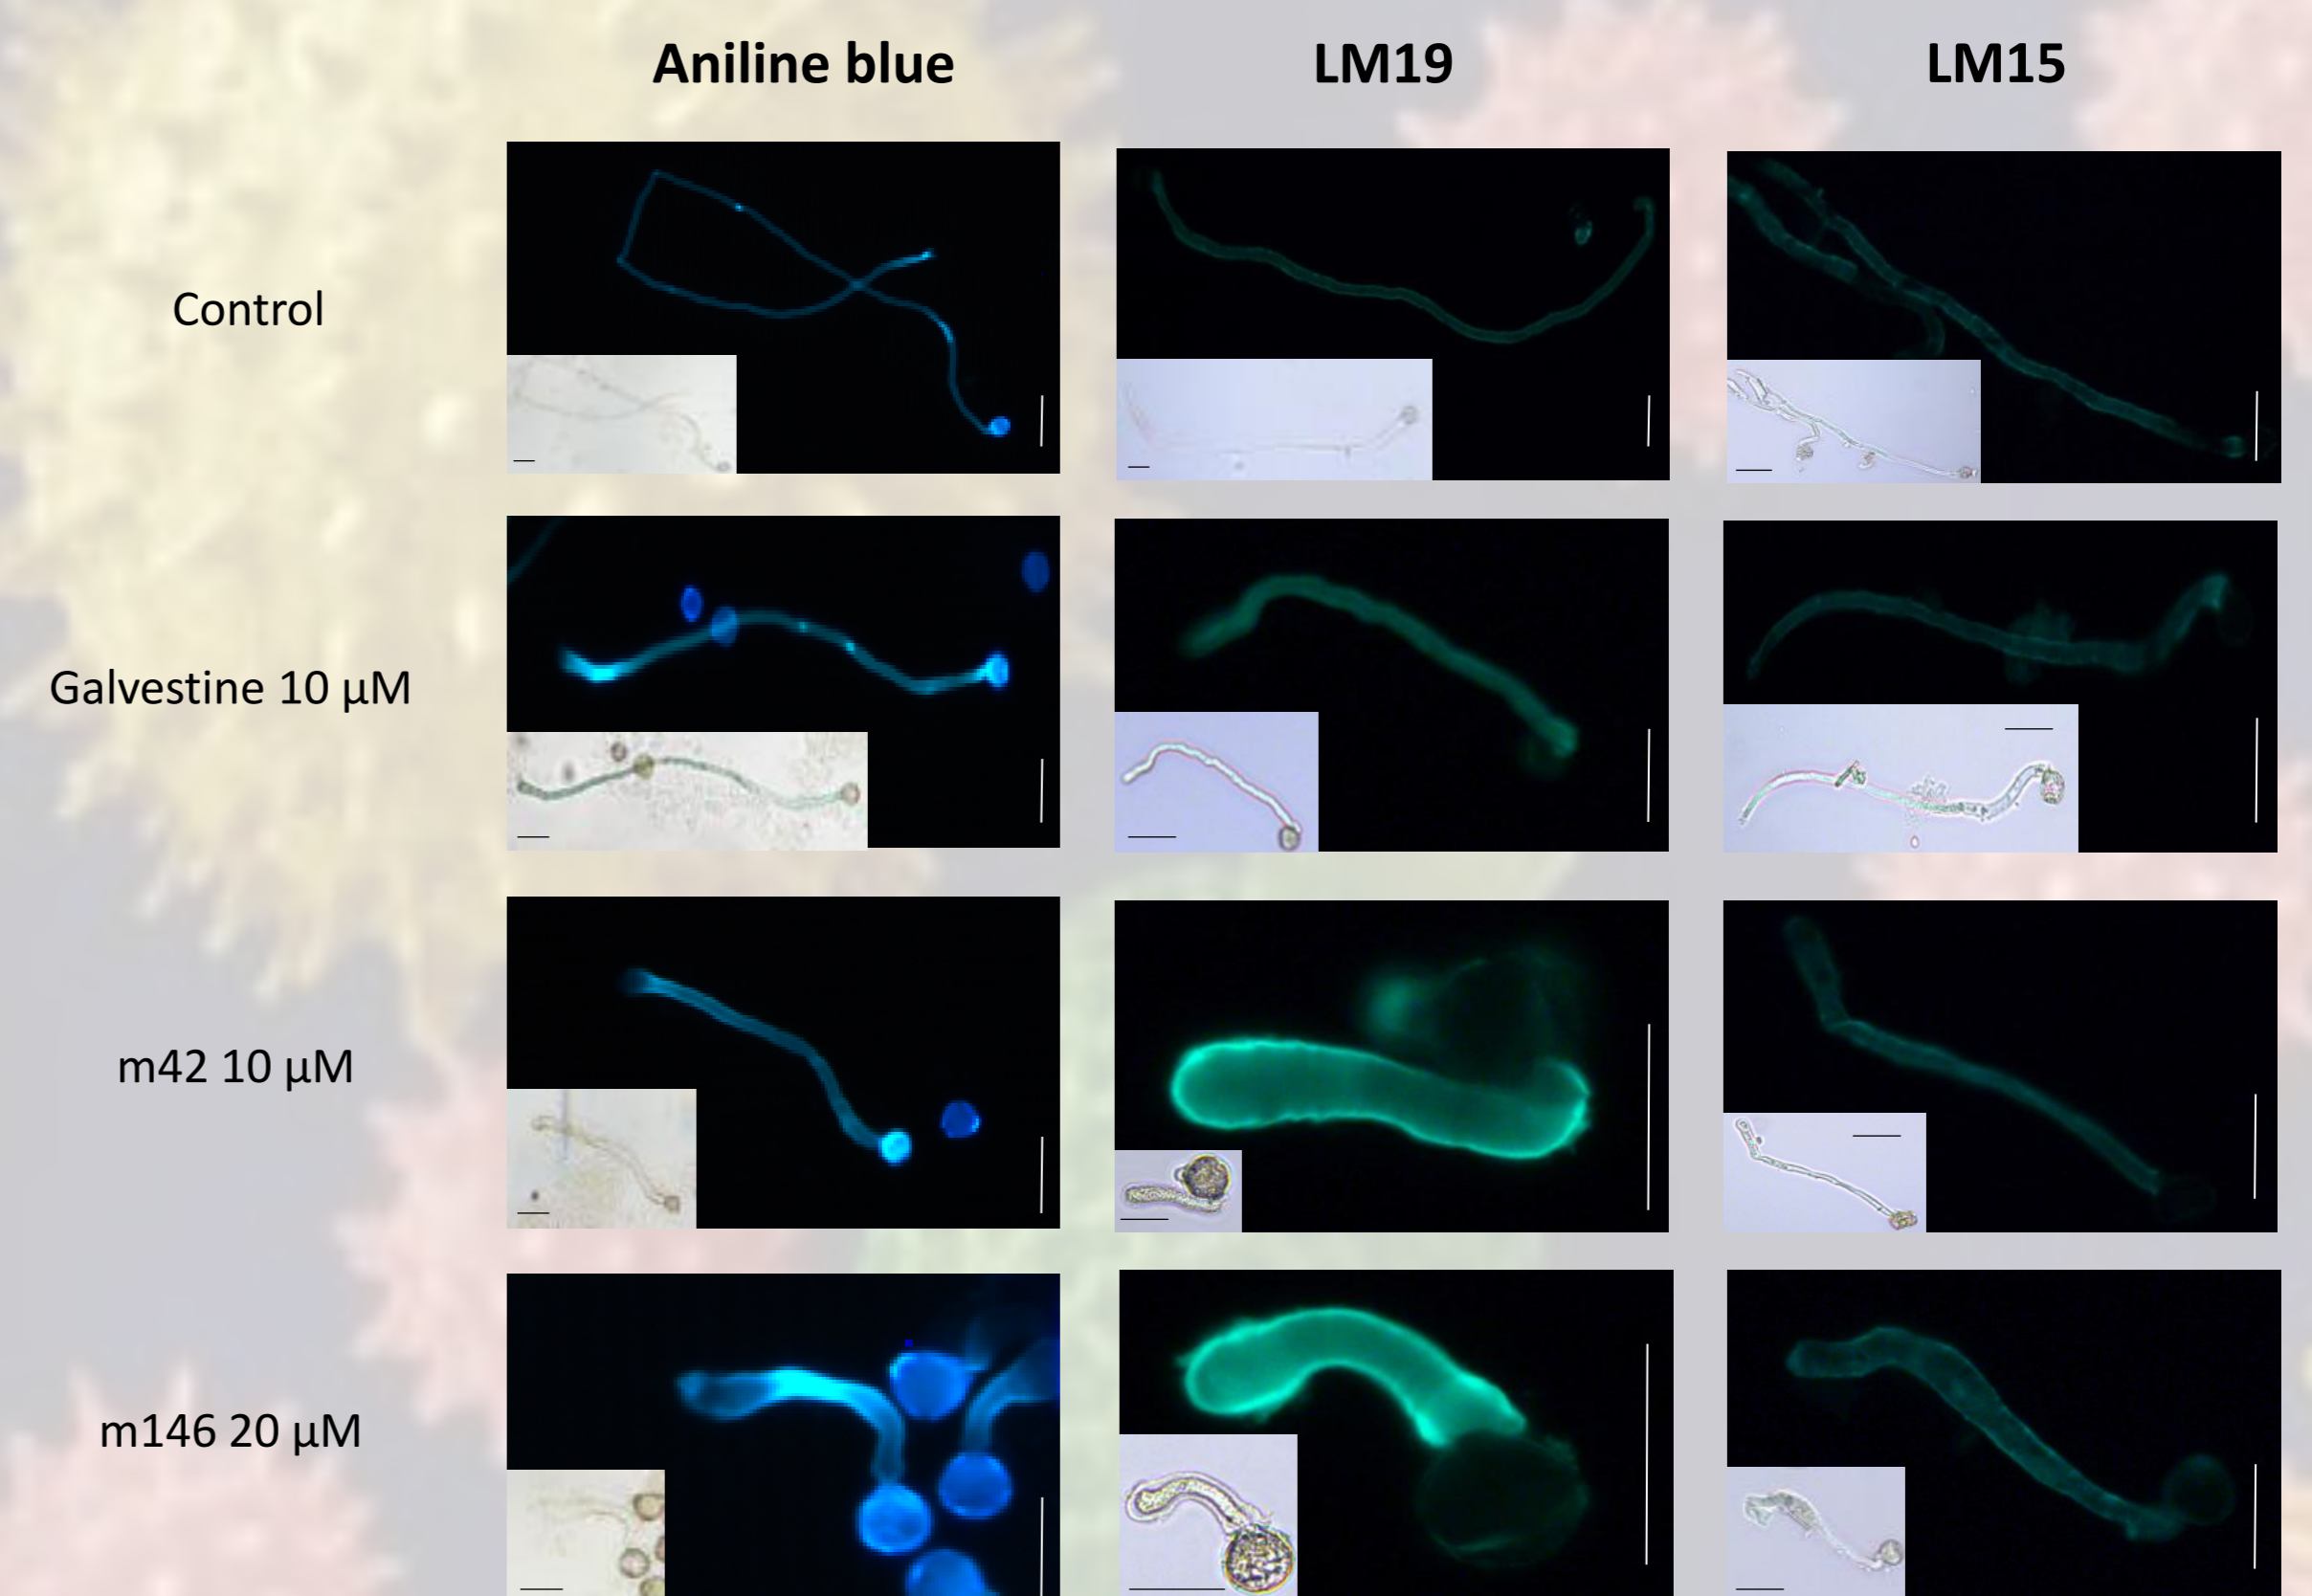 Aniline blue LM19 LM15
Control
Galvestine 10 µM
m42 10 µM
m146 20 µM